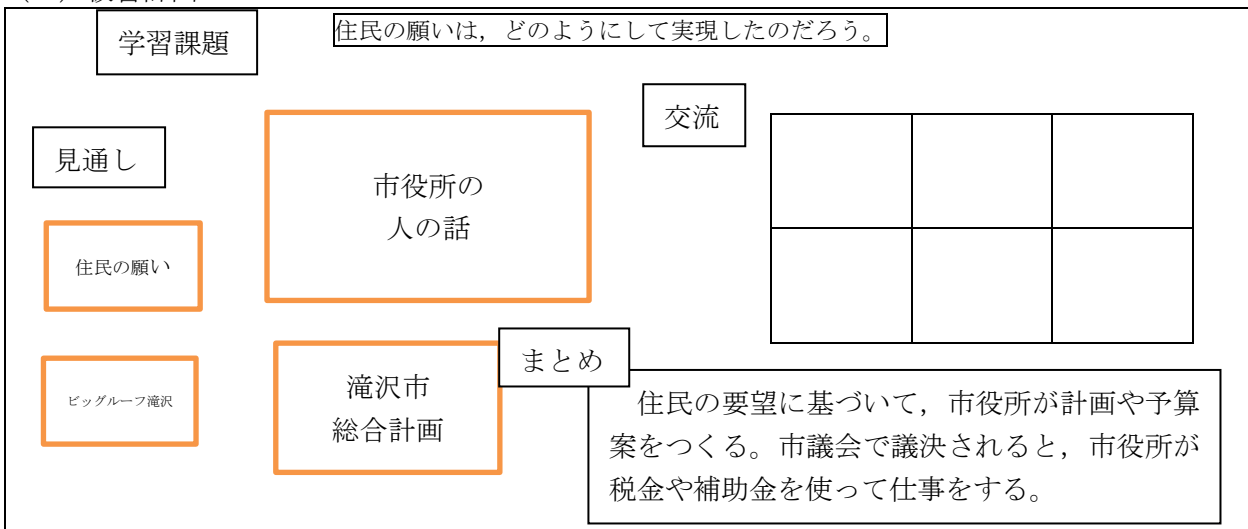 学習課題
住民の願いは，どのようにして実現したのだろう。
見通し
住民の願い
ビッグルーフ滝沢
市役所の
人の話
滝沢市
総合計画
交流
まとめ
住民の要望に基づいて，市役所が計画や予算
案をつくる。市議会で議決されると，市役所が
税金や補助金を使って仕事をする。